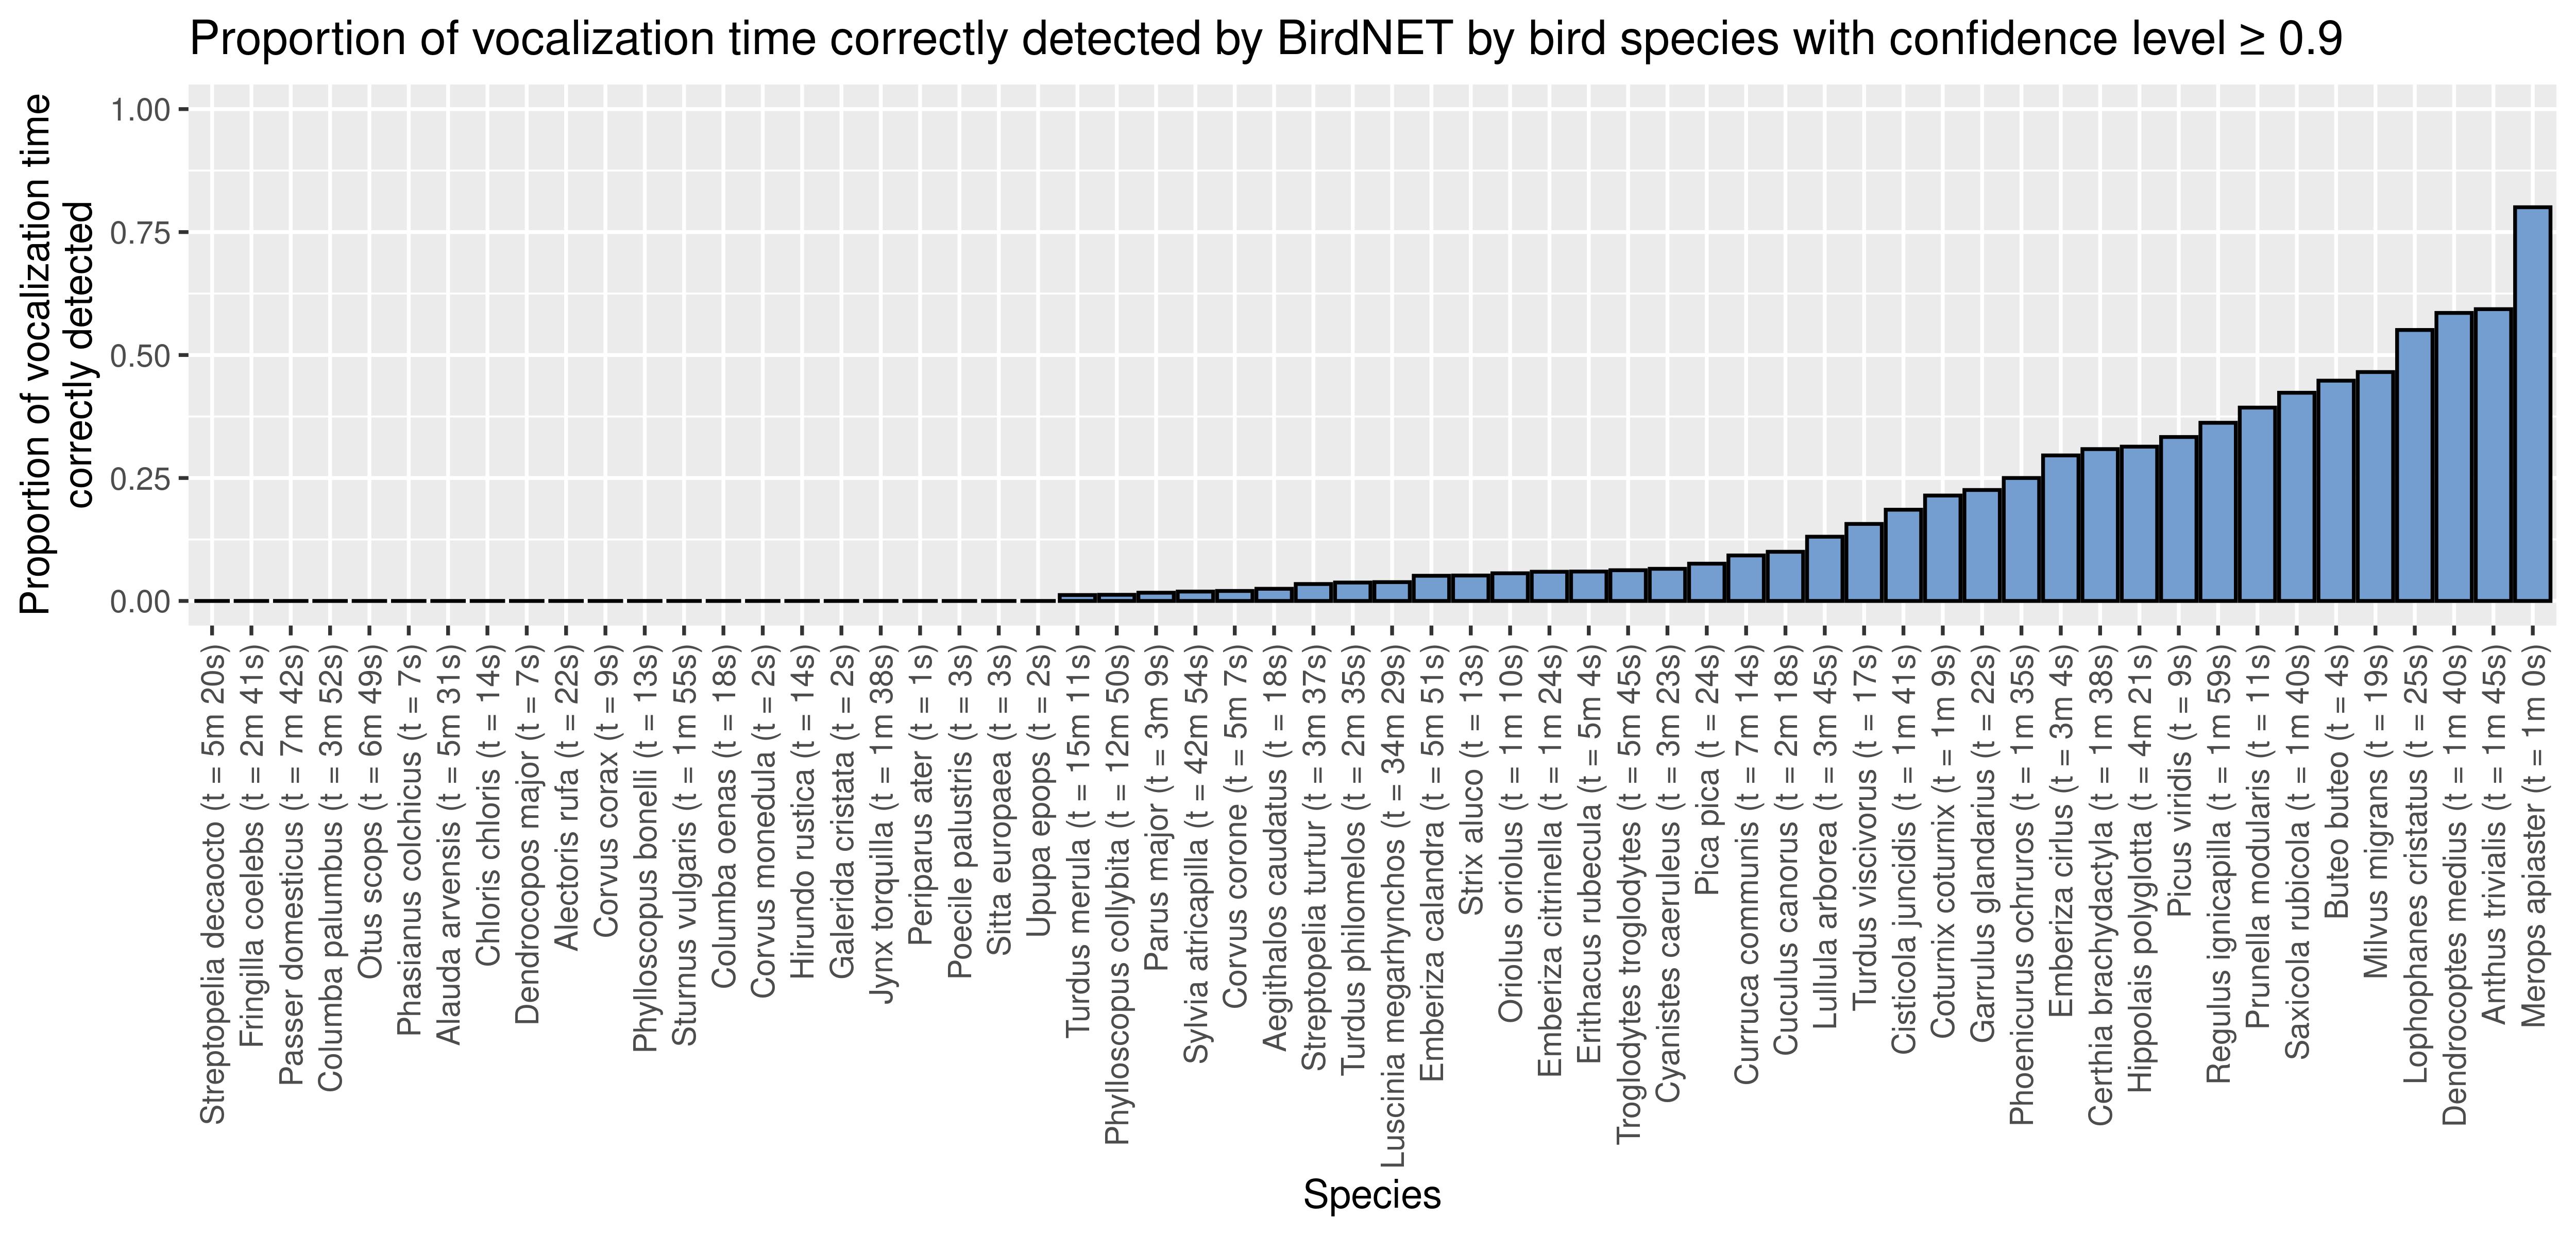 Proportion of vocalization time correctly detected by BirdNET by bird species with confidence level ≥ 0.9
Proportion of vocalization time
correctly detected
1.00
0.75
0.50
0.25
0.00
Streptopelia decaocto (t = 5m 20s)
Fringilla coelebs (t = 2m 41s)
Passer domesticus (t = 7m 42s)
Columba palumbus (t = 3m 52s)
Otus scops (t = 6m 49s)
Phasianus colchicus (t = 7s)
Alauda arvensis (t = 5m 31s)
Chloris chloris (t = 14s)
Dendrocopos major (t = 7s)
Alectoris rufa (t = 22s)
Corvus corax (t = 9s)
Phylloscopus bonelli (t = 13s)
Sturnus vulgaris (t = 1m 55s)
Columba oenas (t = 18s)
Corvus monedula (t = 2s)
Hirundo rustica (t = 14s)
Galerida cristata (t = 2s)
Jynx torquilla (t = 1m 38s)
Periparus ater (t = 1s)
Poecile palustris (t = 3s)
Sitta europaea (t = 3s)
Upupa epops (t = 2s)
Turdus merula (t = 15m 11s)
Phylloscopus collybita (t = 12m 50s)
Parus major (t = 3m 9s)
Sylvia atricapilla (t = 42m 54s)
Corvus corone (t = 5m 7s)
Aegithalos caudatus (t = 18s)
Streptopelia turtur (t = 3m 37s)
Turdus philomelos (t = 2m 35s)
Luscinia megarhynchos (t = 34m 29s)
Emberiza calandra (t = 5m 51s)
Strix aluco (t = 13s)
Oriolus oriolus (t = 1m 10s)
Emberiza citrinella (t = 1m 24s)
Erithacus rubecula (t = 5m 4s)
Troglodytes troglodytes (t = 5m 45s)
Cyanistes caeruleus (t = 3m 23s)
Pica pica (t = 24s)
Curruca communis (t = 7m 14s)
Cuculus canorus (t = 2m 18s)
Lullula arborea (t = 3m 45s)
Turdus viscivorus (t = 17s)
Cisticola juncidis (t = 1m 41s)
Coturnix coturnix (t = 1m 9s)
Garrulus glandarius (t = 22s)
Phoenicurus ochruros (t = 1m 35s)
Emberiza cirlus (t = 3m 4s)
Certhia brachydactyla (t = 1m 38s)
Hippolais polyglotta (t = 4m 21s)
Picus viridis (t = 9s)
Regulus ignicapilla (t = 1m 59s)
Prunella modularis (t = 11s)
Saxicola rubicola (t = 1m 40s)
Buteo buteo (t = 4s)
Milvus migrans (t = 19s)
Lophophanes cristatus (t = 25s)
Dendrocoptes medius (t = 1m 40s)
Anthus trivialis (t = 1m 45s)
Merops apiaster (t = 1m 0s)
Species